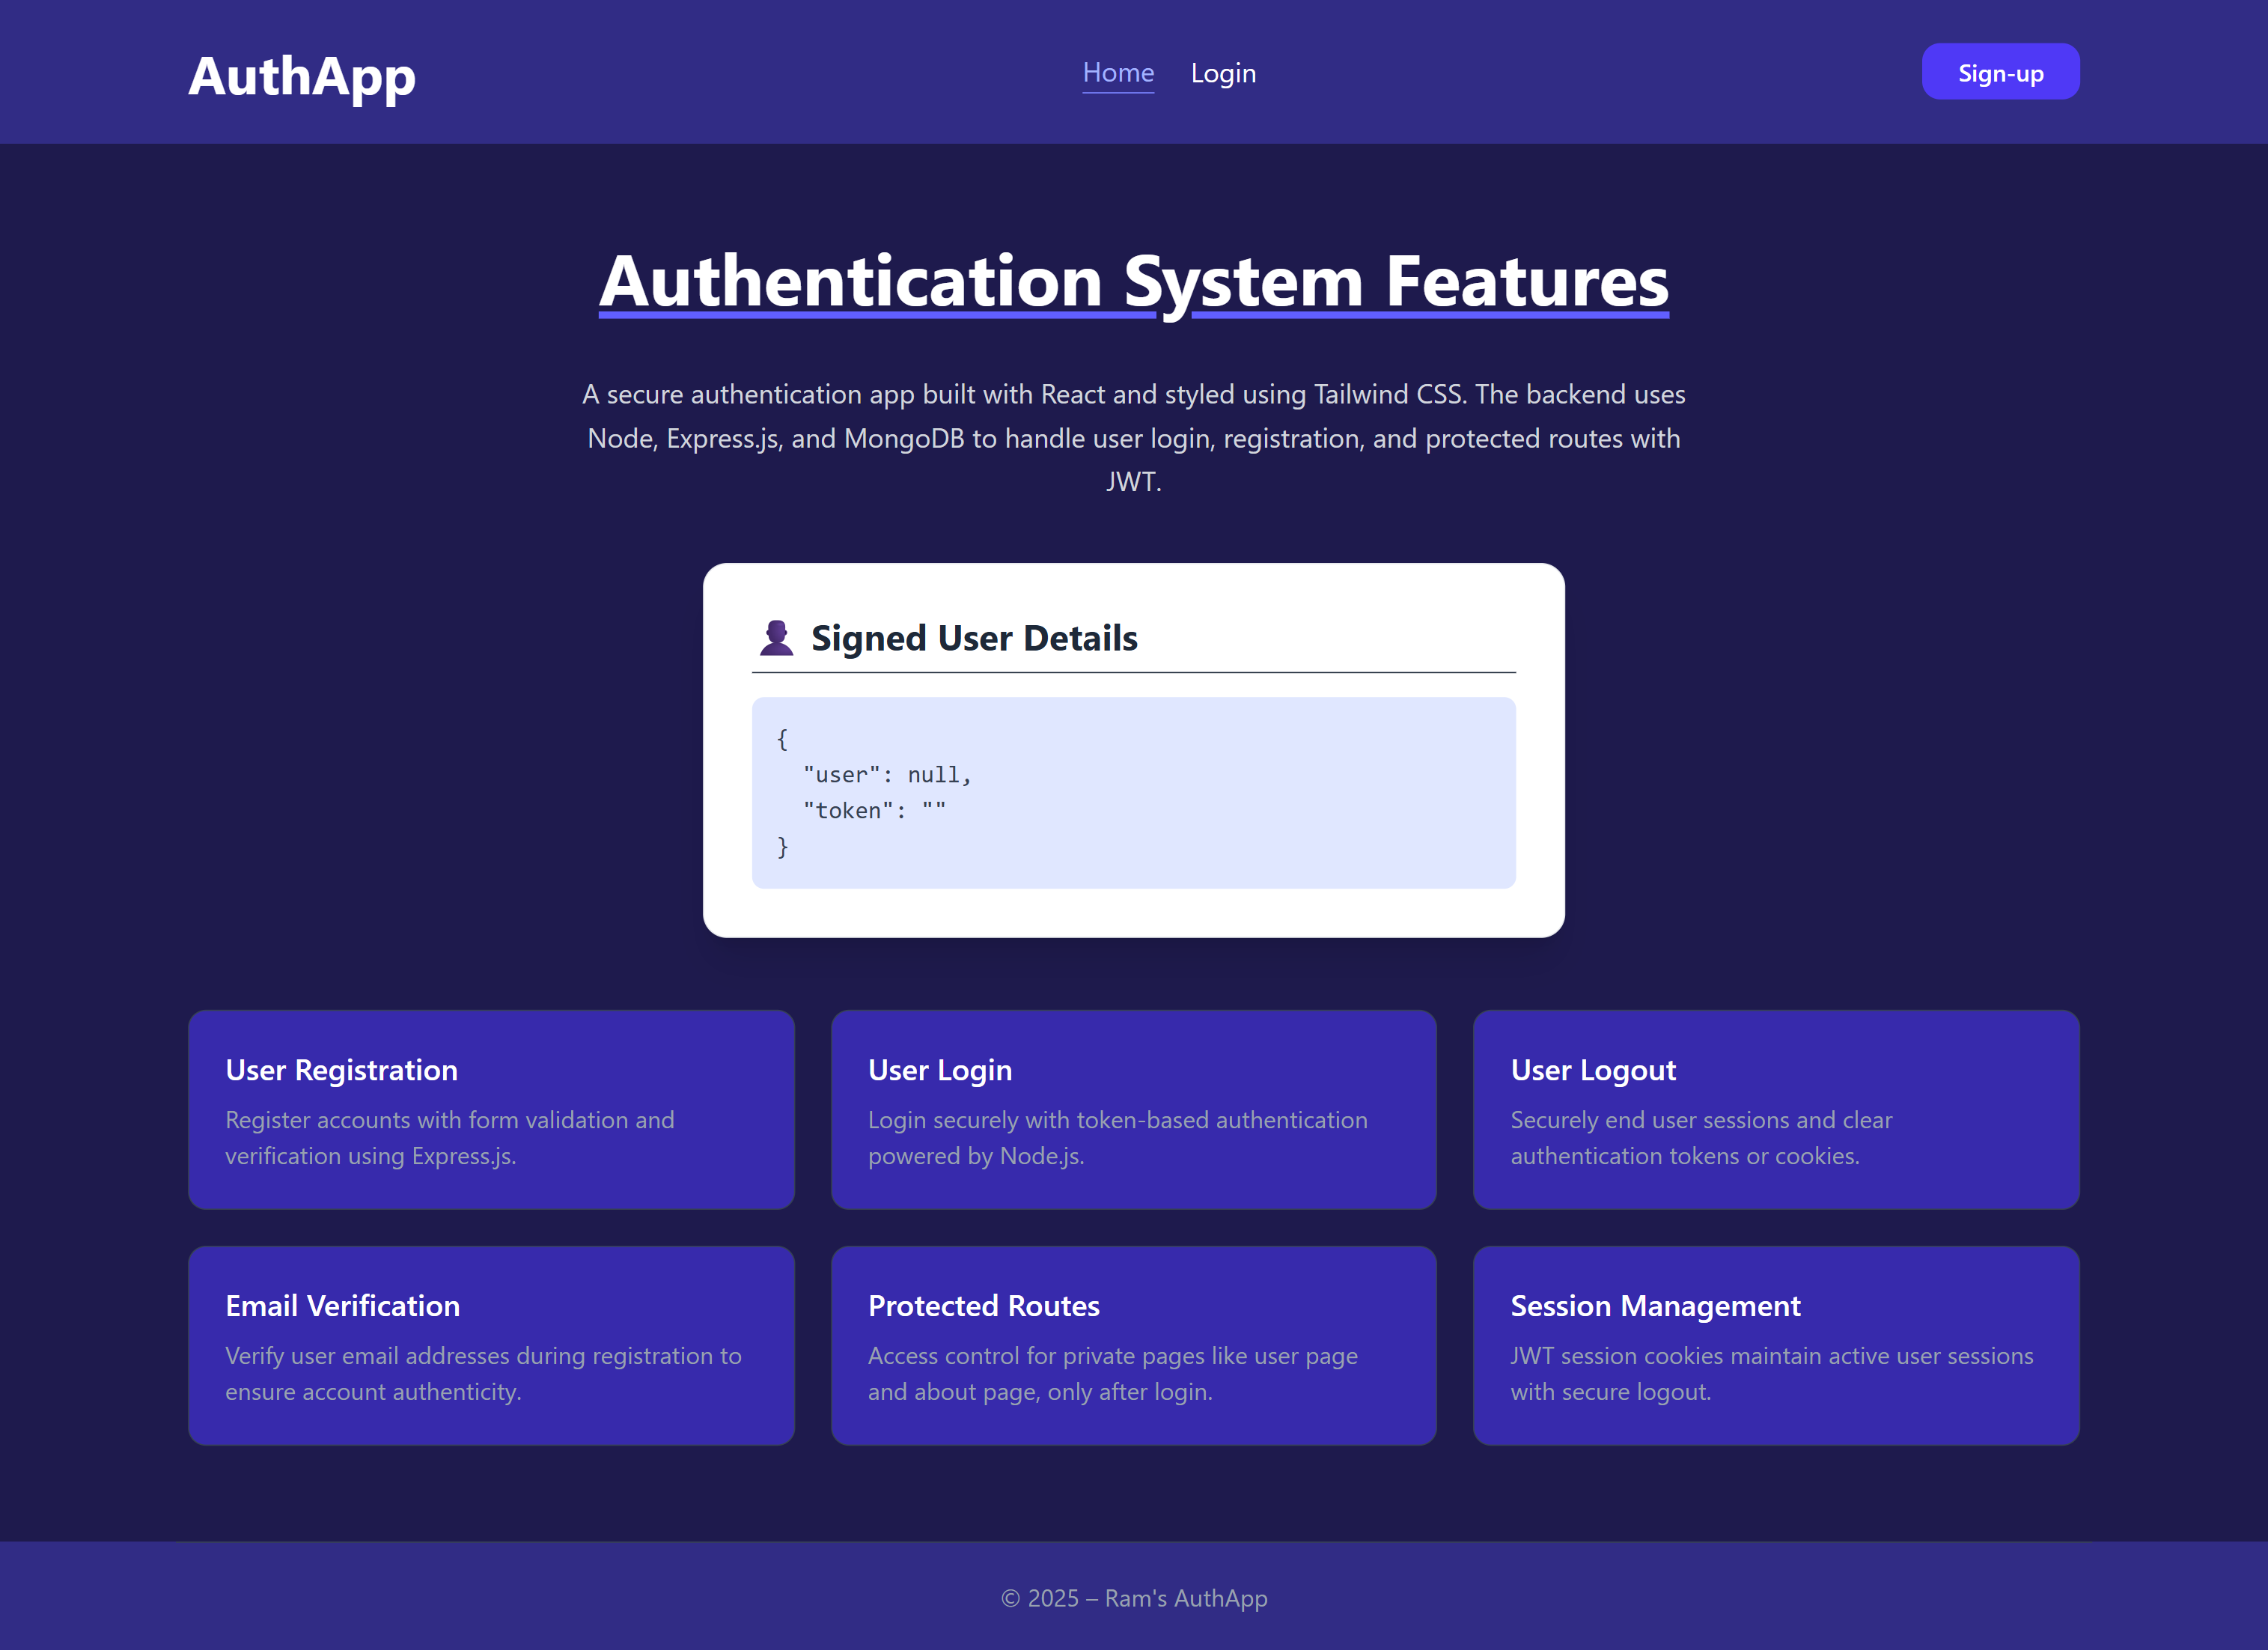 AuthApp
Home
Login
Sign-up
Authentication System Features
A secure authentication app built with React and styled using Tailwind CSS. The backend uses
Node, Express.js, and MongoDB to handle user login, registration, and protected routes with
JWT.
Signed User Details
{
  "user": null,
  "token": ""
}
User Registration
Register accounts with form validation and
verification using Express.js.
User Login
Login securely with token-based authentication
powered by Node.js.
User Logout
Securely end user sessions and clear
authentication tokens or cookies.
Email Verification
Verify user email addresses during registration to
ensure account authenticity.
Protected Routes
Access control for private pages like user page
and about page, only after login.
Session Management
JWT session cookies maintain active user sessions
with secure logout.
© 2025 – Ram's AuthApp